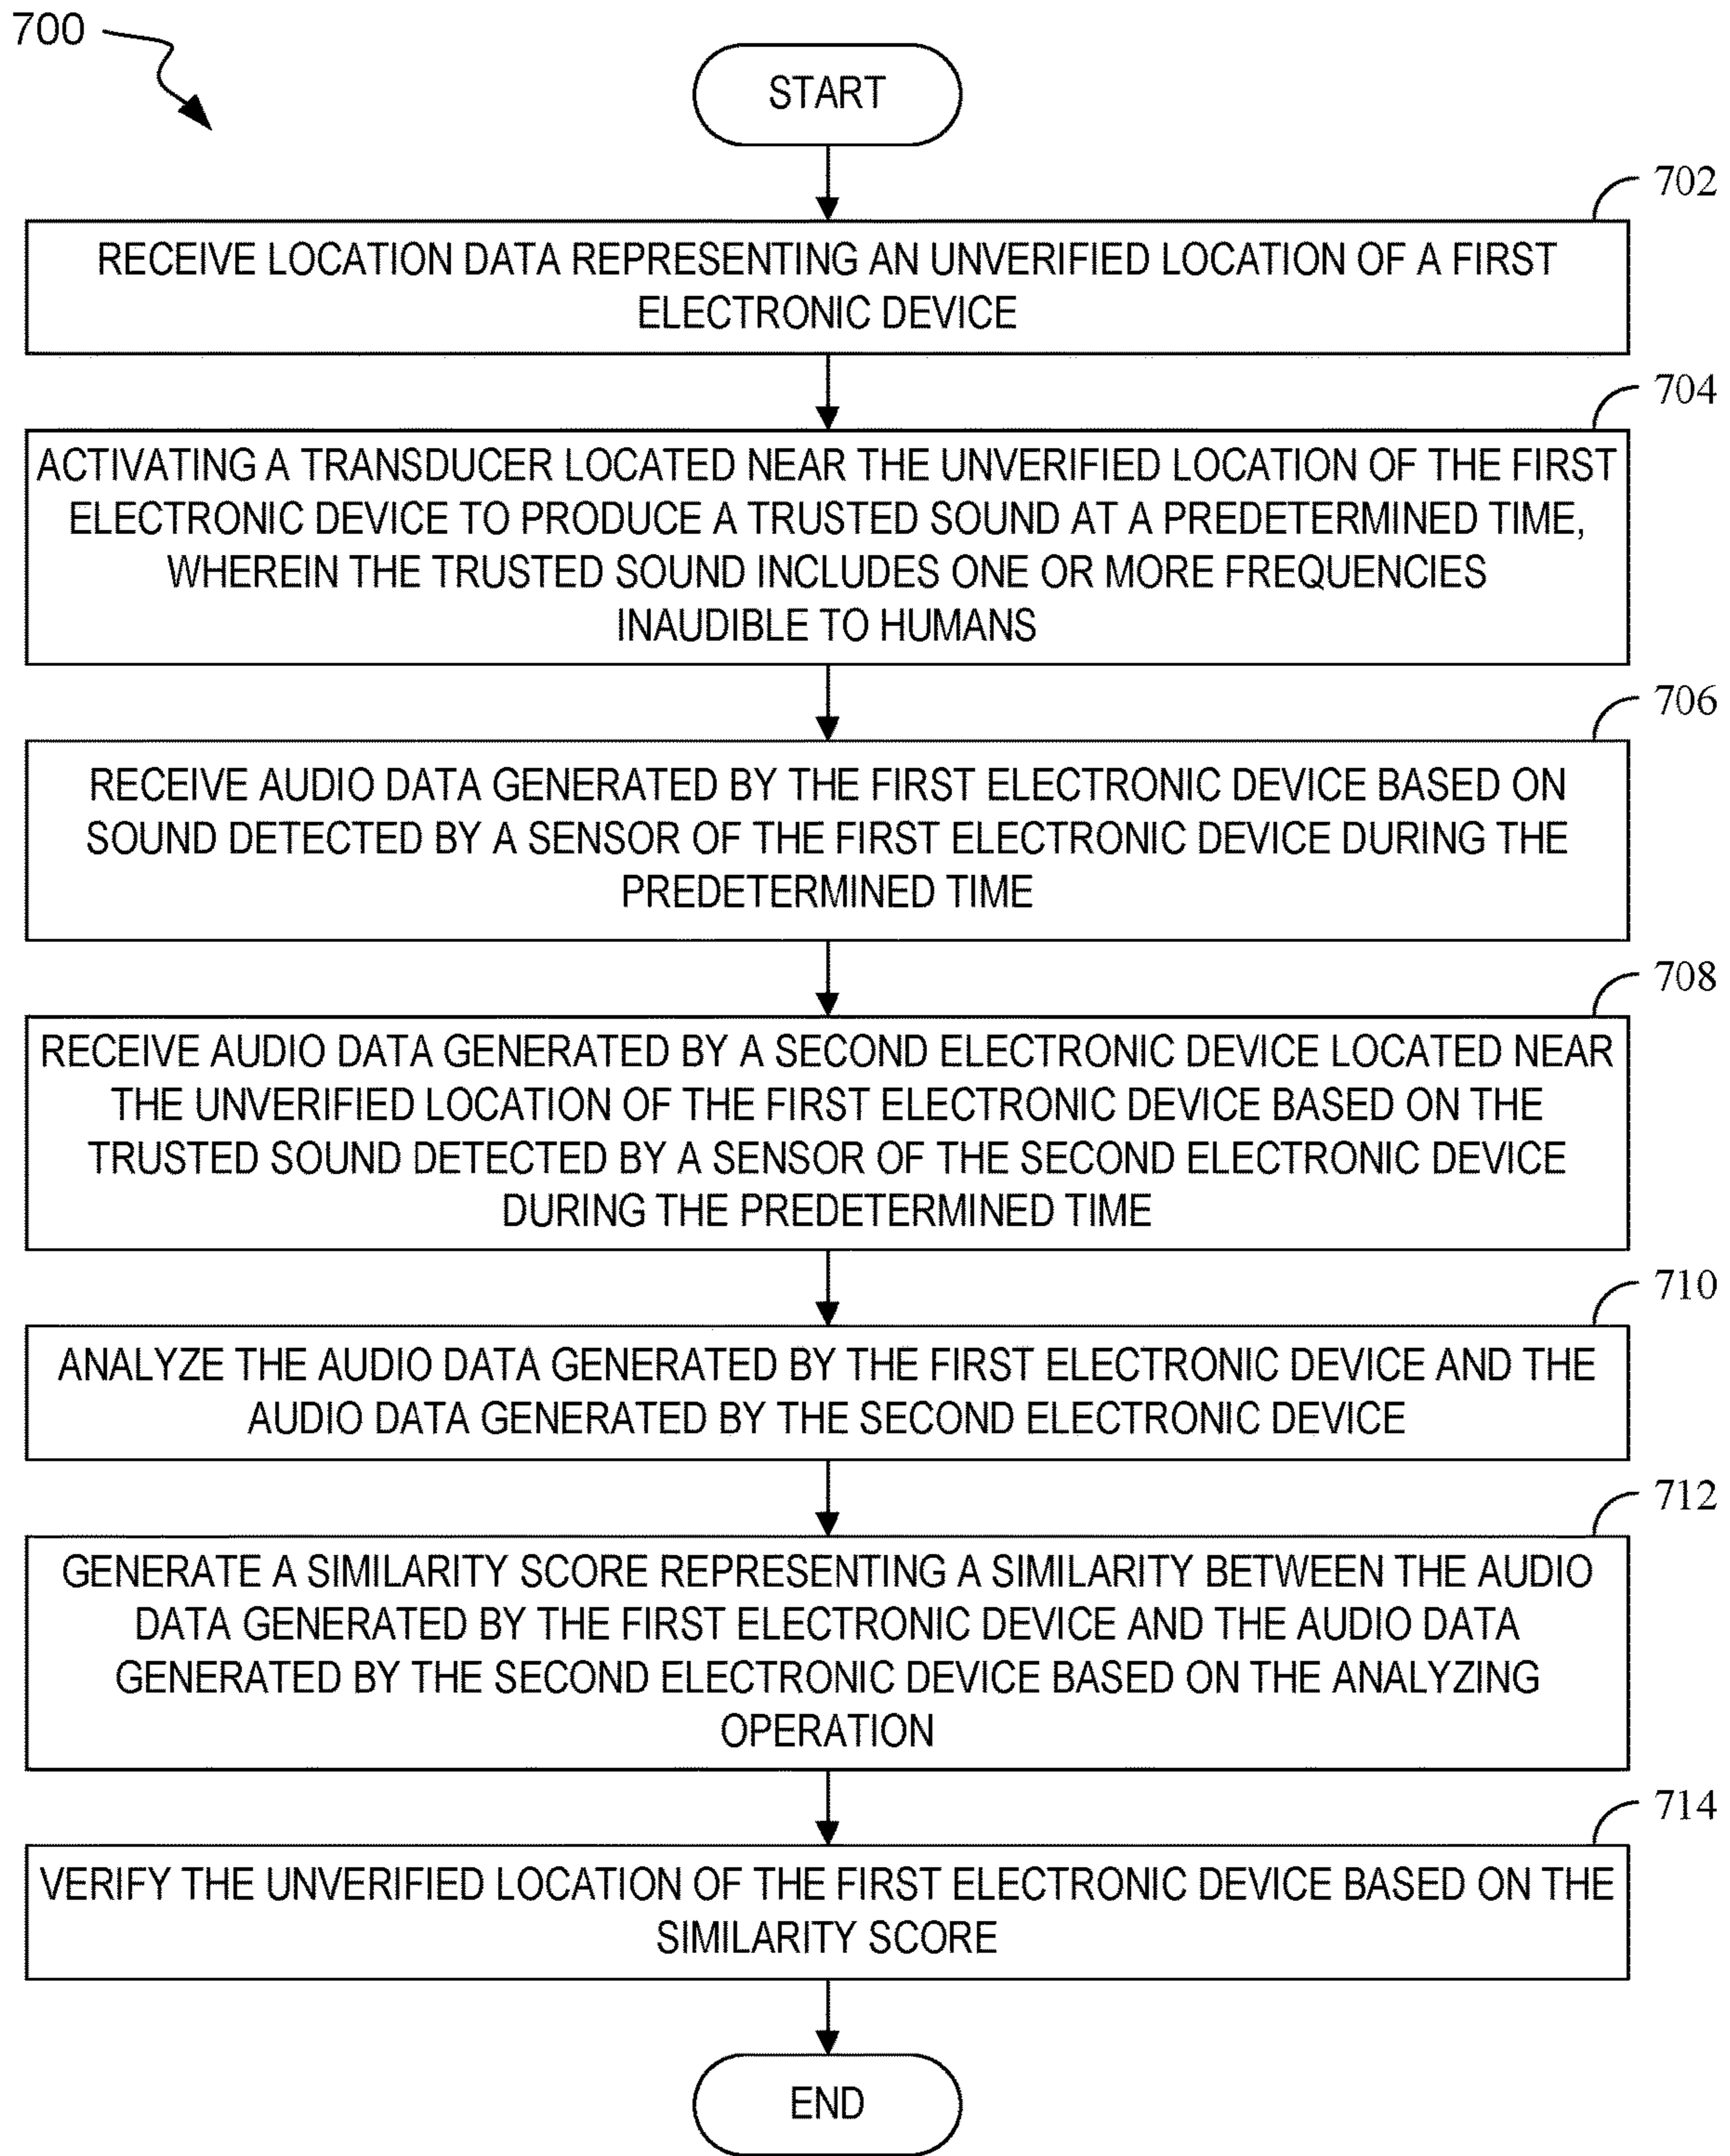 700
START
702
RECEIVE LOCATION DATA REPRESENTING AN UNVERIFIED LOCATION OF A FIRST
ELECTRONIC DEVICE
704
ACTIVATING A TRANSDUCER LOCATED NEAR THE UNVERIFIED LOCATION OF THE FIRST
ELECTRONIC DEVICE TO PRODUCE A TRUSTED SOUND AT A PREDETERMINED TIME,
WHEREIN THE TRUSTED SOUND INCLUDES ONE OR MORE FREQUENCIES
INAUDIBLE TO HUMANS
706
RECEIVE AUDIO DATA GENERATED BY THE FIRST ELECTRONIC DEVICE BASED ON
SOUND DETECTED BY A SENSOR OF THE FIRST ELECTRONIC DEVICE DURING THE
PREDETERMINED TIME
708
RECEIVE AUDIO DATA GENERATED BY A SECOND ELECTRONIC DEVICE LOCATED NEAR
THE UNVERIFIED LOCATION OF THE FIRST ELECTRONIC DEVICE BASED ON THE
TRUSTED SOUND DETECTED BY A SENSOR OF THE SECOND ELECTRONIC DEVICE
DURING THE PREDETERMINED TIME
710
ANALYZE THE AUDIO DATA GENERATED BY THE FIRST ELECTRONIC DEVICE AND THE
AUDIO DATA GENERATED BY THE SECOND ELECTRONIC DEVICE
712
GENERATE A SIMILARITY SCORE REPRESENTING A SIMILARITY BETWEEN THE AUDIO
DATA GENERATED BY THE FIRST ELECTRONIC DEVICE AND THE AUDIO DATA
GENERATED BY THE SECOND ELECTRONIC DEVICE BASED ON THE ANALYZING
OPERATION
714
VERIFY THE UNVERIFIED LOCATION OF THE FIRST ELECTRONIC DEVICE BASED ON THE
SIMILARITY SCORE
END